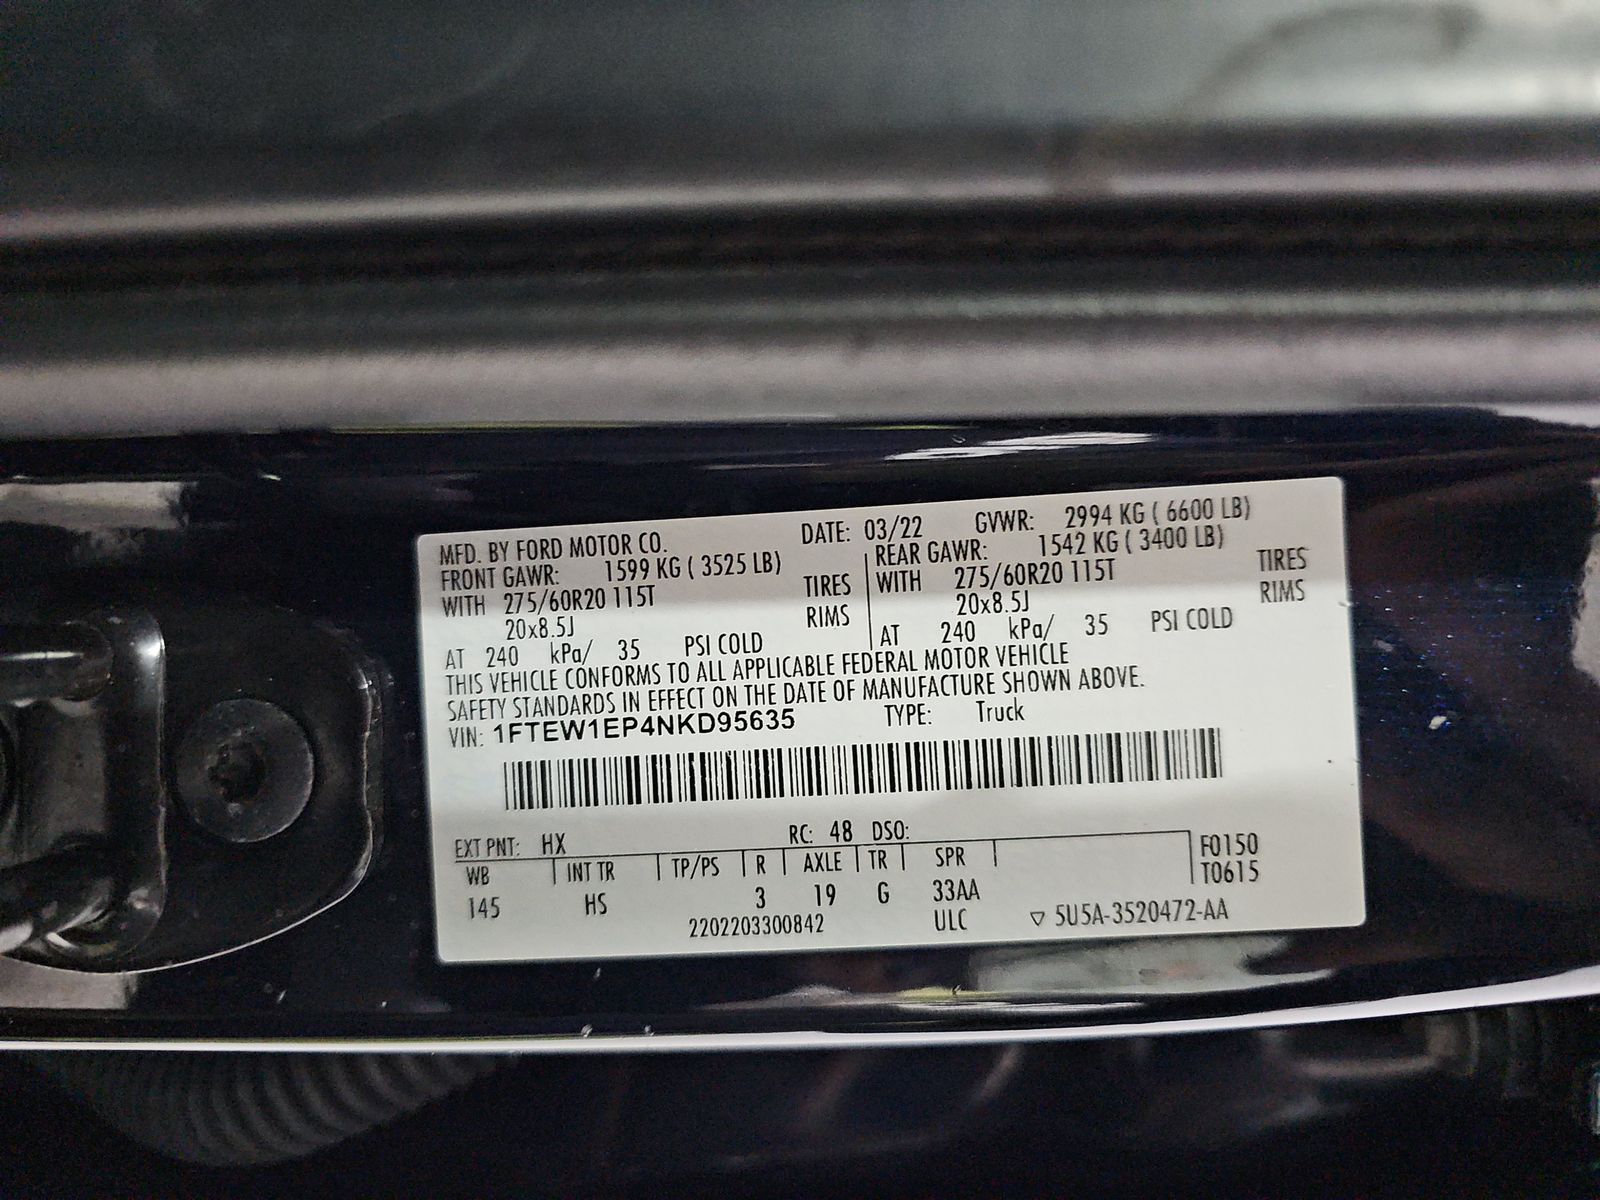 MFD. BY FORD MOTOR CO. DATE: 03/22 GVWR: 2994 KG ( 6600 LB)
FRONT GAWR: 1599 KG ( 3525 LB) REAR GAWR: 1542 KG ( 3400 LB)
WITH 275/60R20 115T TIRES WITH 275/60R20 115T TIRES
20x8.5J RIMS 20x8.5J RIMS
AT 240 kPa/ 35 PSI COLD AT 240 kPa/ 35 PSI COLD
THIS VEHICLE CONFORMS TO ALL APPLICABLE FEDERAL MOTOR VEHICLE
SAFETY STANDARDS IN EFFECT ON THE DATE OF MANUFACTURE SHOWN ABOVE.
VIN: 1FTEW1EP4NKD95635 TYPE: Truck
EXT PNT: HX RC: 48 DSO:
WB INT TR TP/PS R AXLE TR SPR F0150
145 HS 3 19 G 33AA T0615
2202203300842 ULC ▽ 5U5A-3520472-AA